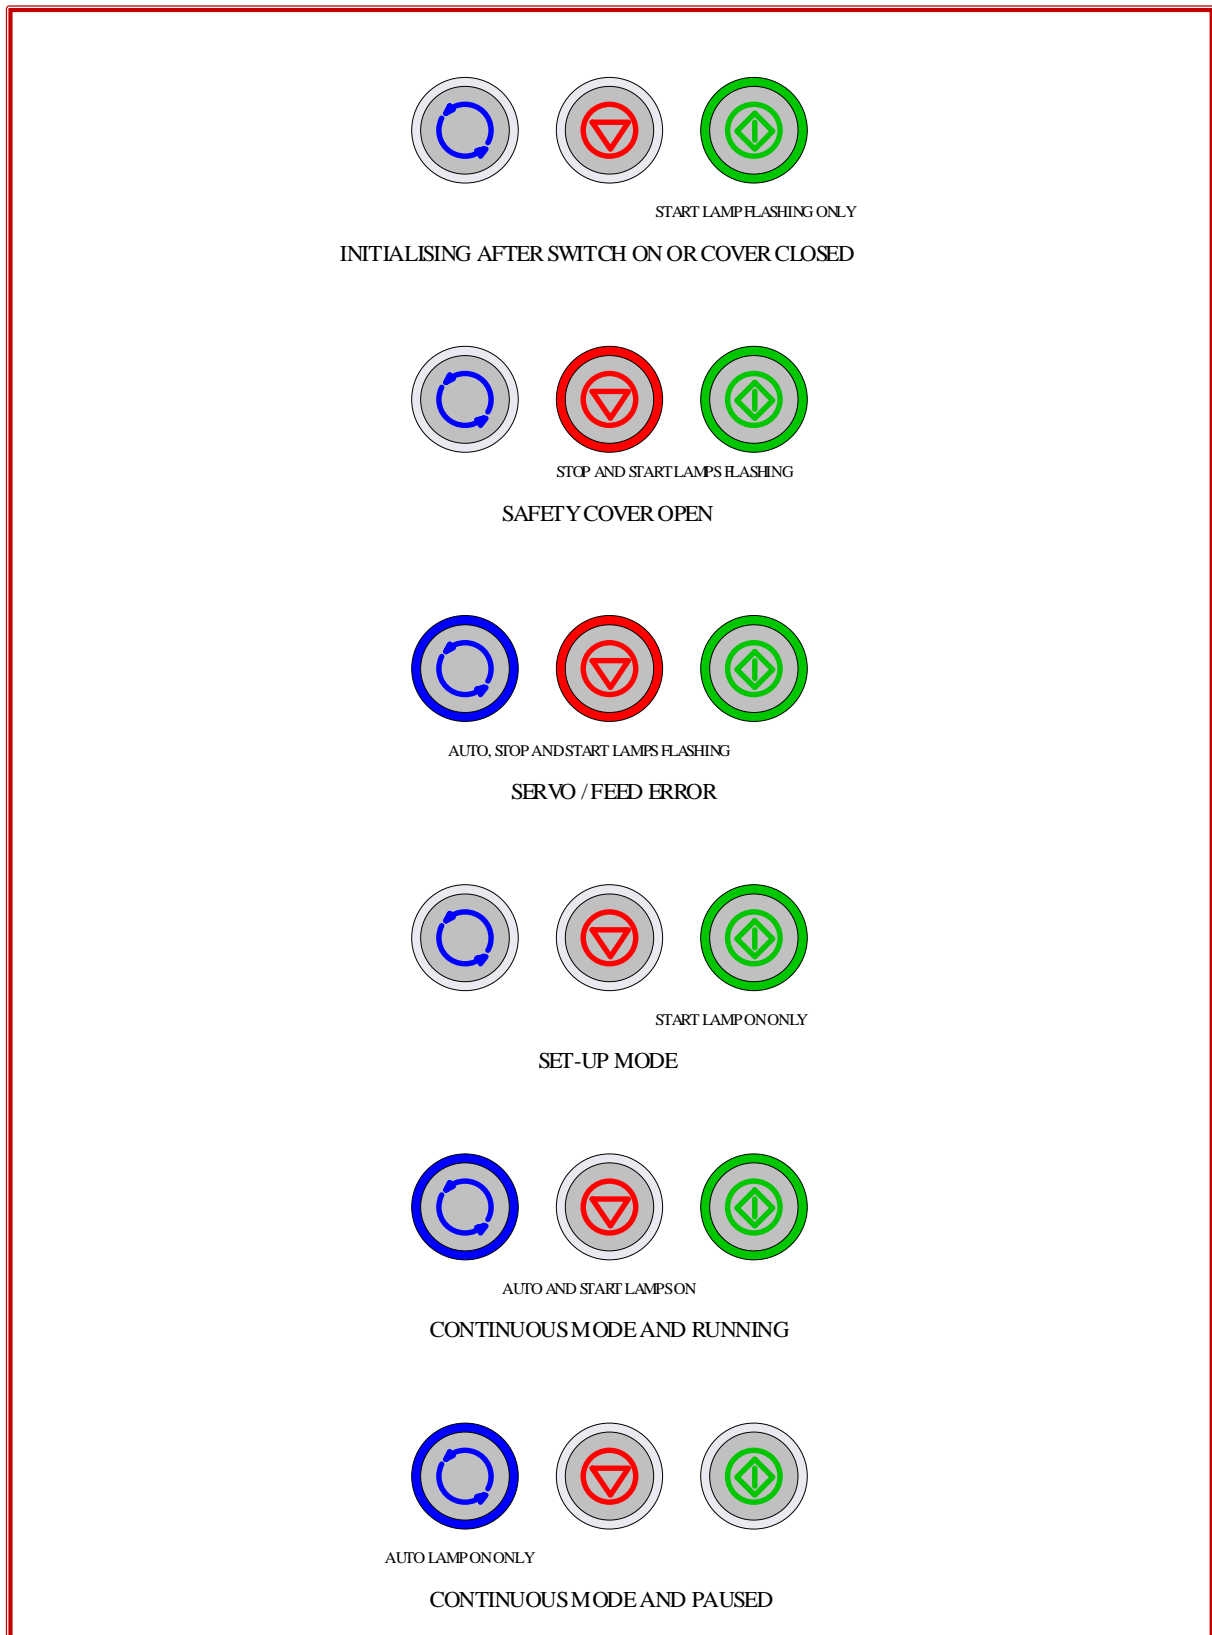 START LAMP FLASHING ONLY
INITIALISING AFTER SWITCH ON OR COVER CLOSED
STOP AND START LAMPS FLASHING
SAFETY COVER OPEN
AUTO, STOP AND START LAMPS FLASHING
SERVO / FEED ERROR
START LAMP ON ONLY
SET-UP MODE
AUTO AND START LAMPS ON
CONTINUOUS MODE AND RUNNING
AUTO LAMP ON ONLY
CONTINUOUS MODE AND PAUSED